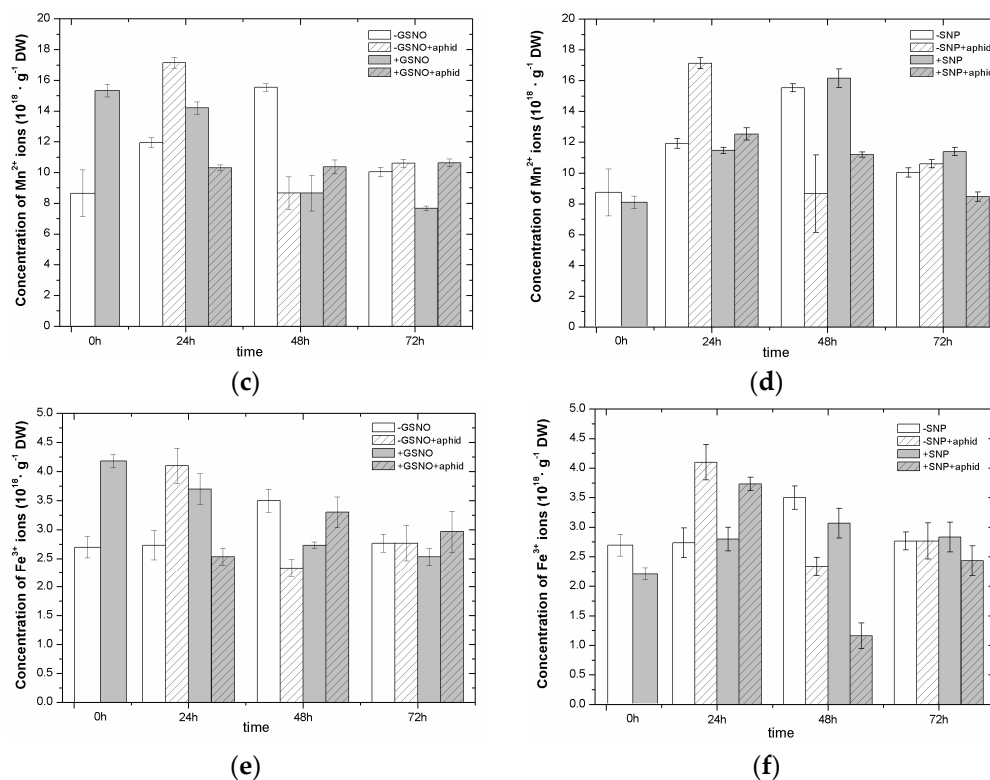 Concentration of Mn2+ ions (10^18 · g^-1 DW)
20
18
16
14
12
10
8
6
4
2
0
-GSNO
-GSNO+aphid
+GSNO
+GSNO+aphid
0h 24h 48h 72h
time
(c)
Concentration of Mn2+ ions (10^18 · g^-1 DW)
20
18
16
14
12
10
8
6
4
2
0
-SNP
-SNP+aphid
+SNP
+SNP+aphid
0h 24h 48h 72h
time
(d)
Concentration of Fe3+ ions (10^18 · g^-1 DW)
5.0
4.5
4.0
3.5
3.0
2.5
2.0
1.5
1.0
0.5
0.0
-GSNO
-GSNO+aphid
+GSNO
+GSNO+aphid
0h 24h 48h 72h
time
(e)
Concentration of Fe3+ ions (10^18 · g^-1 DW)
5.0
4.5
4.0
3.5
3.0
2.5
2.0
1.5
1.0
0.5
0.0
-SNP
-SNP+aphid
+SNP
+SNP+aphid
0h 24h 48h 72h
time
(f)